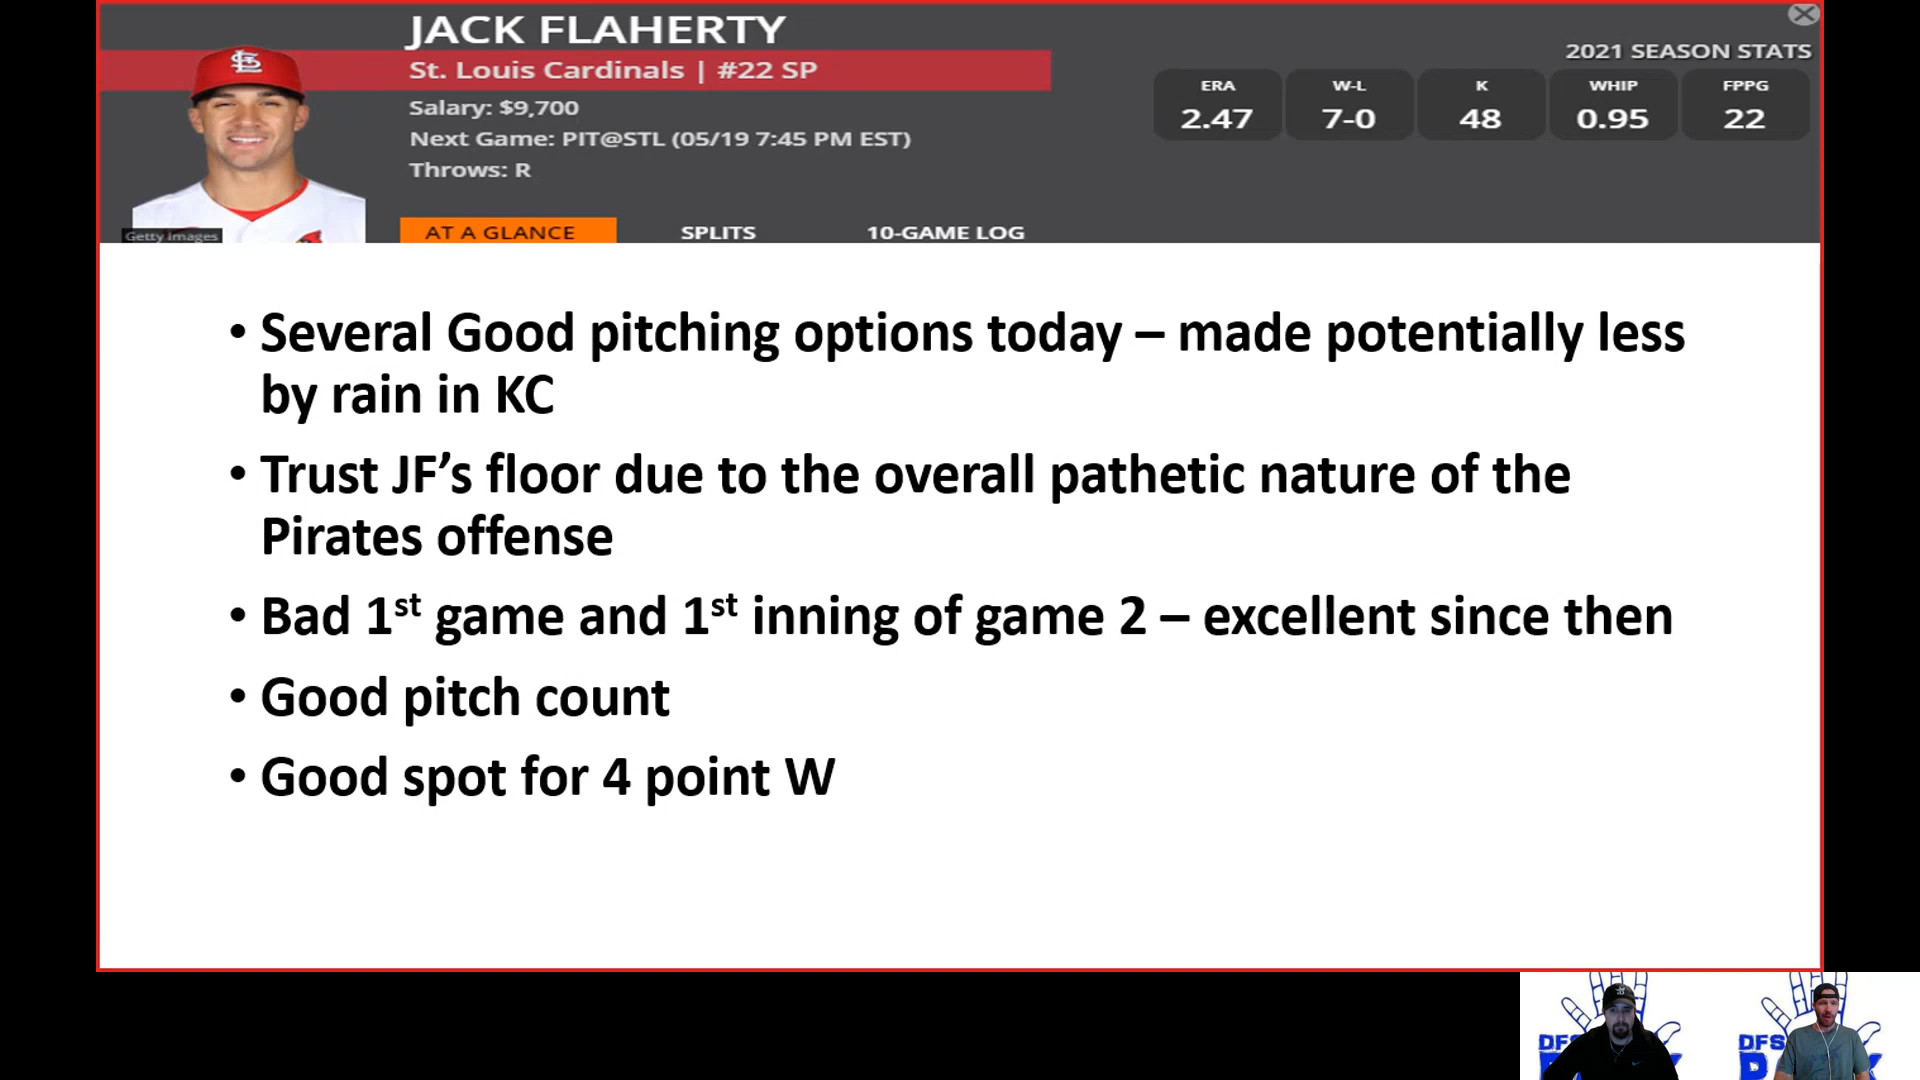 JACK FLAHERTY
St. Louis Cardinals | #22 SP
Salary: $9,700
Next Game: PIT@STL (05/19 7:45 PM EST)
Throws: R
2021 SEASON STATS
ERA W-L K WHIP FPPG
2.47 7-0 48 0.95 22
Getty Images
AT A GLANCE SPLITS 10-GAME LOG
• Several Good pitching options today – made potentially less
by rain in KC
• Trust JF’s floor due to the overall pathetic nature of the
Pirates offense
• Bad 1st game and 1st inning of game 2 – excellent since then
• Good pitch count
• Good spot for 4 point W
DFS
DFS